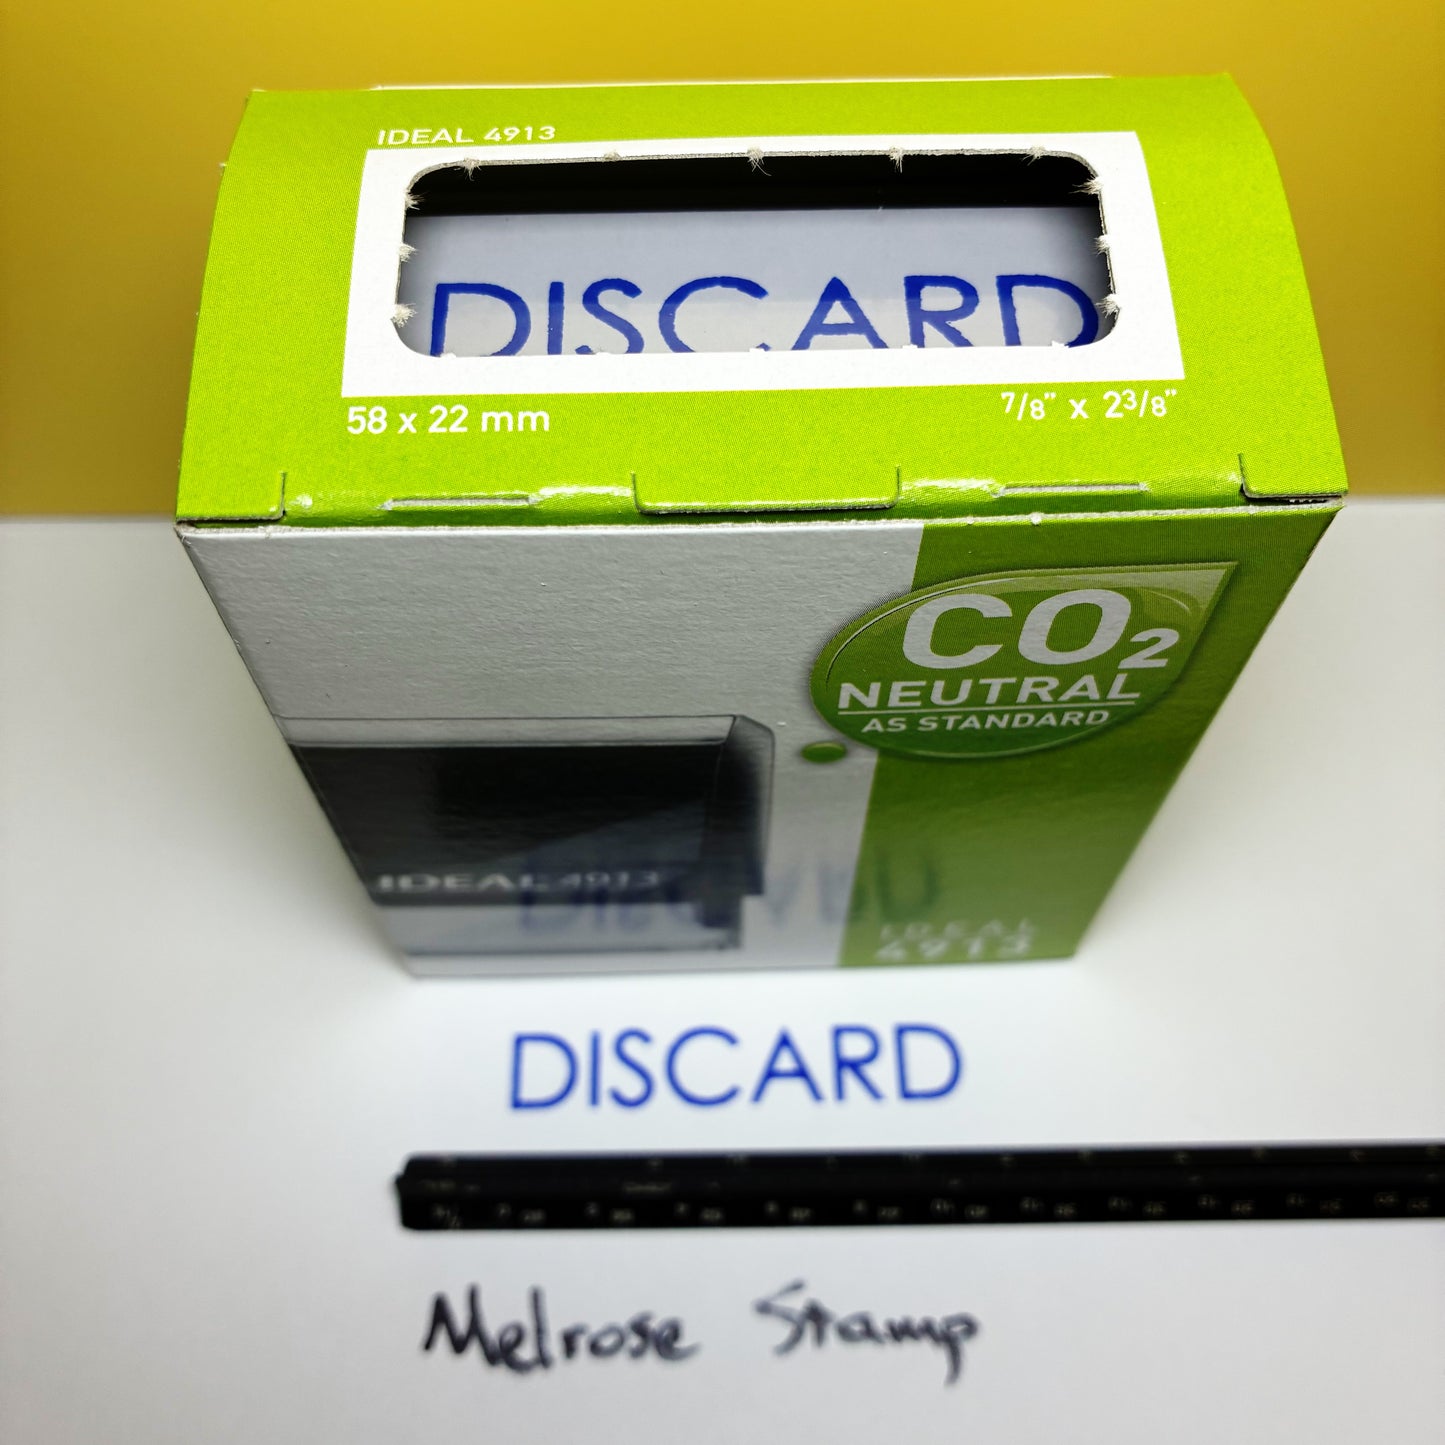 IDEAL 4913
DISCARD
58 x 22 mm
7/8" x 2 3/8"
CO2
NEUTRAL
AS STANDARD
IDEAL 4913
IDEAL
4913
DISCARD
Melrose Stamp